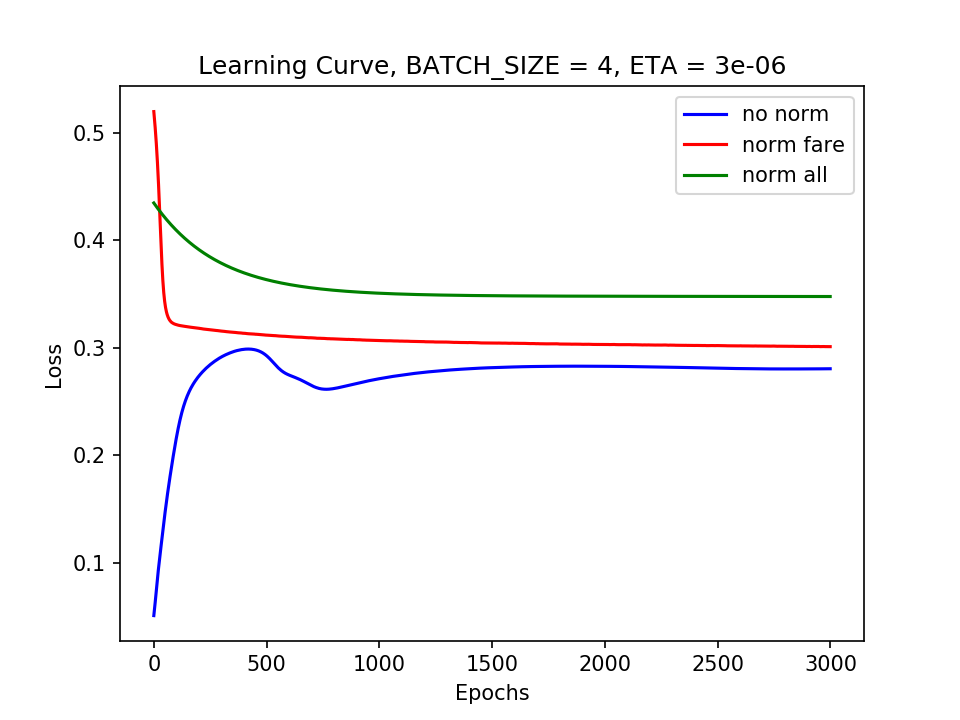 Learning Curve, BATCH_SIZE = 4, ETA = 3e-06
no norm
norm fare
norm all
Loss
0.5
0.4
0.3
0.2
0.1
0 500 1000 1500 2000 2500 3000
Epochs